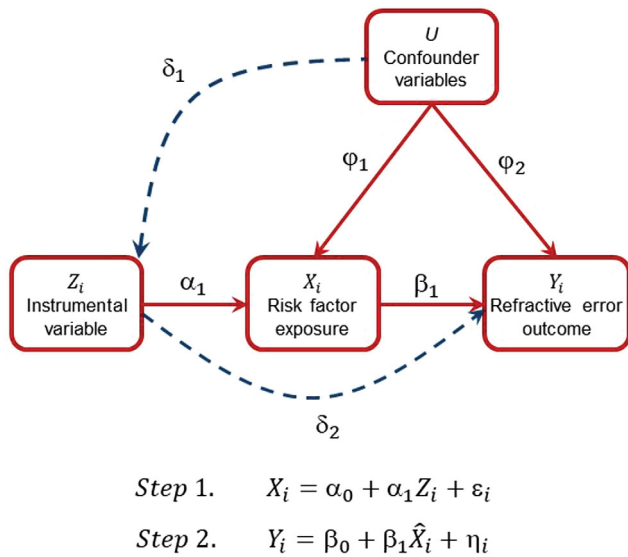 U
Confounder
variables
δ₁
φ₁
φ₂
Zᵢ
Instrumental
variable
α₁
Xᵢ
Risk factor
exposure
β₁
Yᵢ
Refractive error
outcome
δ₂
Step 1. Xᵢ = α₀ + α₁Zᵢ + εᵢ
Step 2. Yᵢ = β₀ + β₁X̂ᵢ + ηᵢ